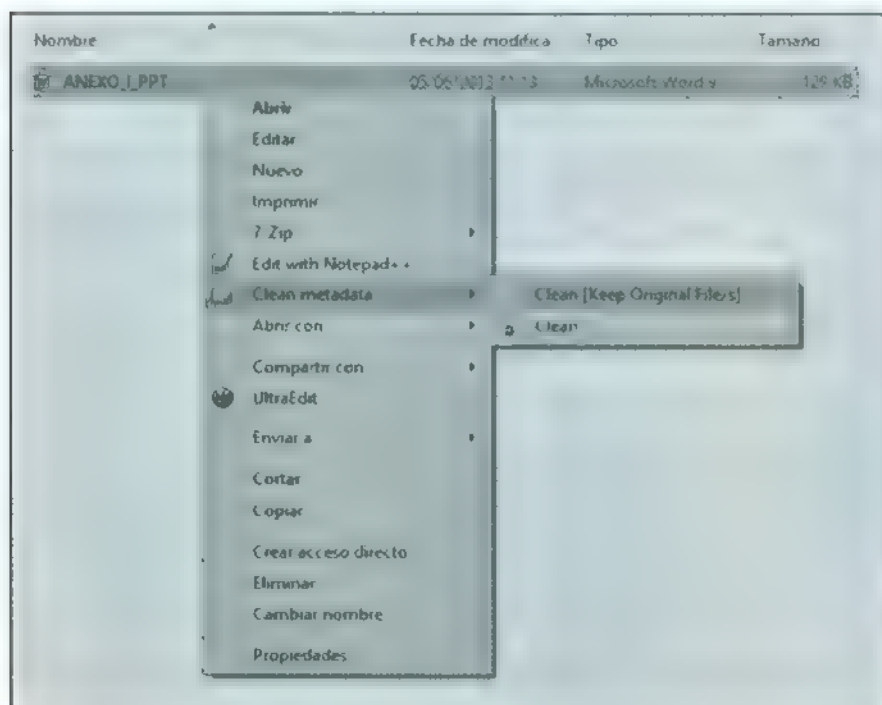 Nombre Fecha de modifica Tipo Tamaño
ANEXO_I_PPT Microsoft Word 9 129 KB
Abrir
Editar
Nuevo
Imprimir
7-Zip
Edit with Notepad++
Clean metadata
Clean [Keep Original File/s]
Abrir con
Clean
Compartir con
UltraEdit
Enviar a
Cortar
Copiar
Crear acceso directo
Eliminar
Cambiar nombre
Propiedades